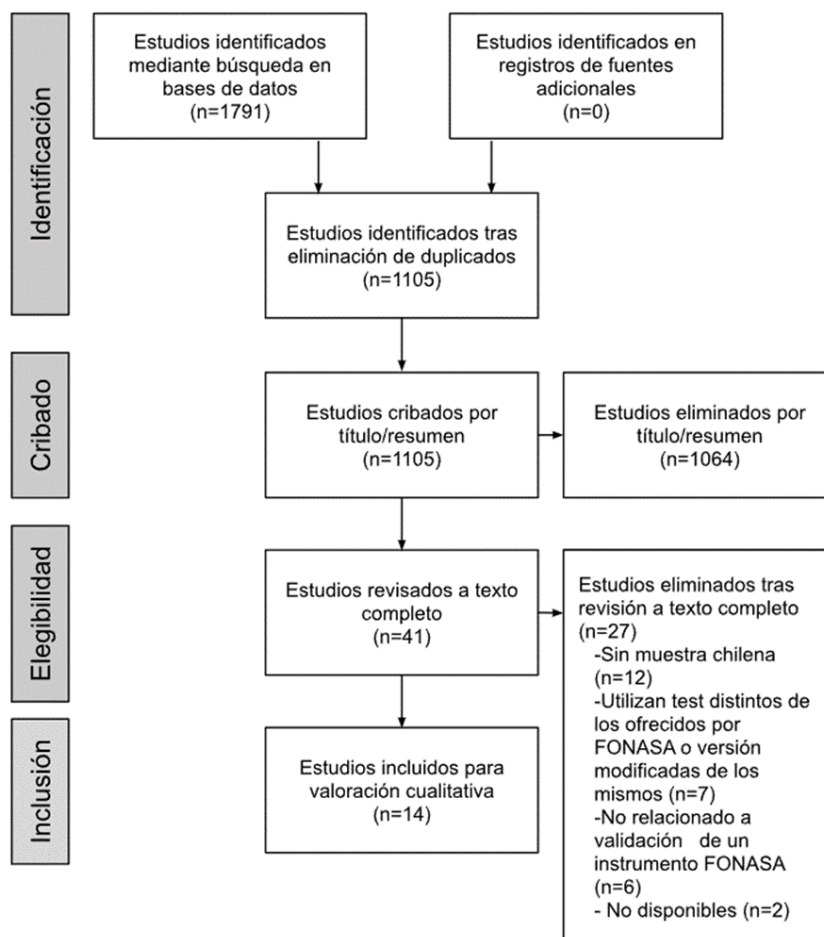 Identificación
Estudios identificados
mediante búsqueda en
bases de datos
(n=1791)
Estudios identificados en
registros de fuentes
adicionales
(n=0)
Estudios identificados tras
eliminación de duplicados
(n=1105)
Cribado
Estudios cribados por
título/resumen
(n=1105)
Estudios eliminados por
título/resumen
(n=1064)
Elegibilidad
Estudios revisados a texto
completo
(n=41)
Estudios eliminados tras
revisión a texto completo
(n=27)
-Sin muestra chilena
(n=12)
-Utilizan test distintos de
los ofrecidos por
FONASA o versión
modificadas de los
mismos (n=7)
-No relacionado a
validación de un
instrumento FONASA
(n=6)
- No disponibles (n=2)
Inclusión
Estudios incluidos para
valoración cualitativa
(n=14)